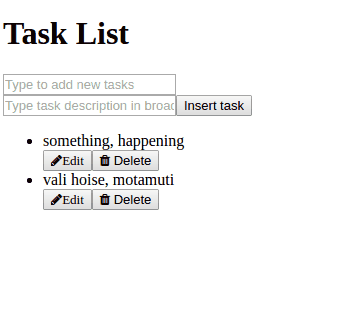 Task List
Type to add new tasks
Type task description in broad
Insert task
something, happening
Edit Delete
vali hoise, motamuti
Edit Delete